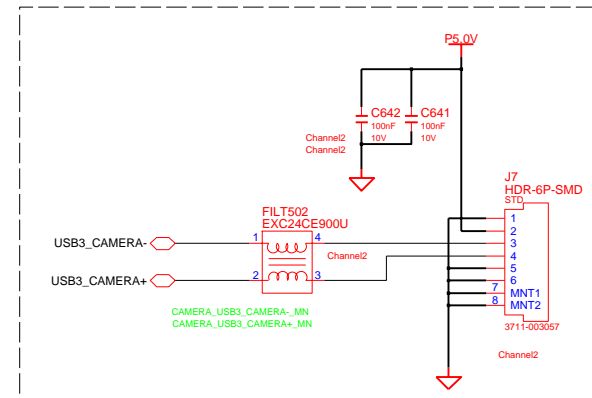 P5.0V
C642
100nF
10V
C641
100nF
10V
Channel2
Channel2
J7
HDR-6P-SMD
STD
1
2
3
4
5
6
7
MNT1
8
MNT2
3711-003057
Channel2
FILT502
EXC24CE900U
USB3_CAMERA-
1
4
Channel2
USB3_CAMERA+
2
3
CAMERA_USB3_CAMERA-_MN
CAMERA_USB3_CAMERA+_MN